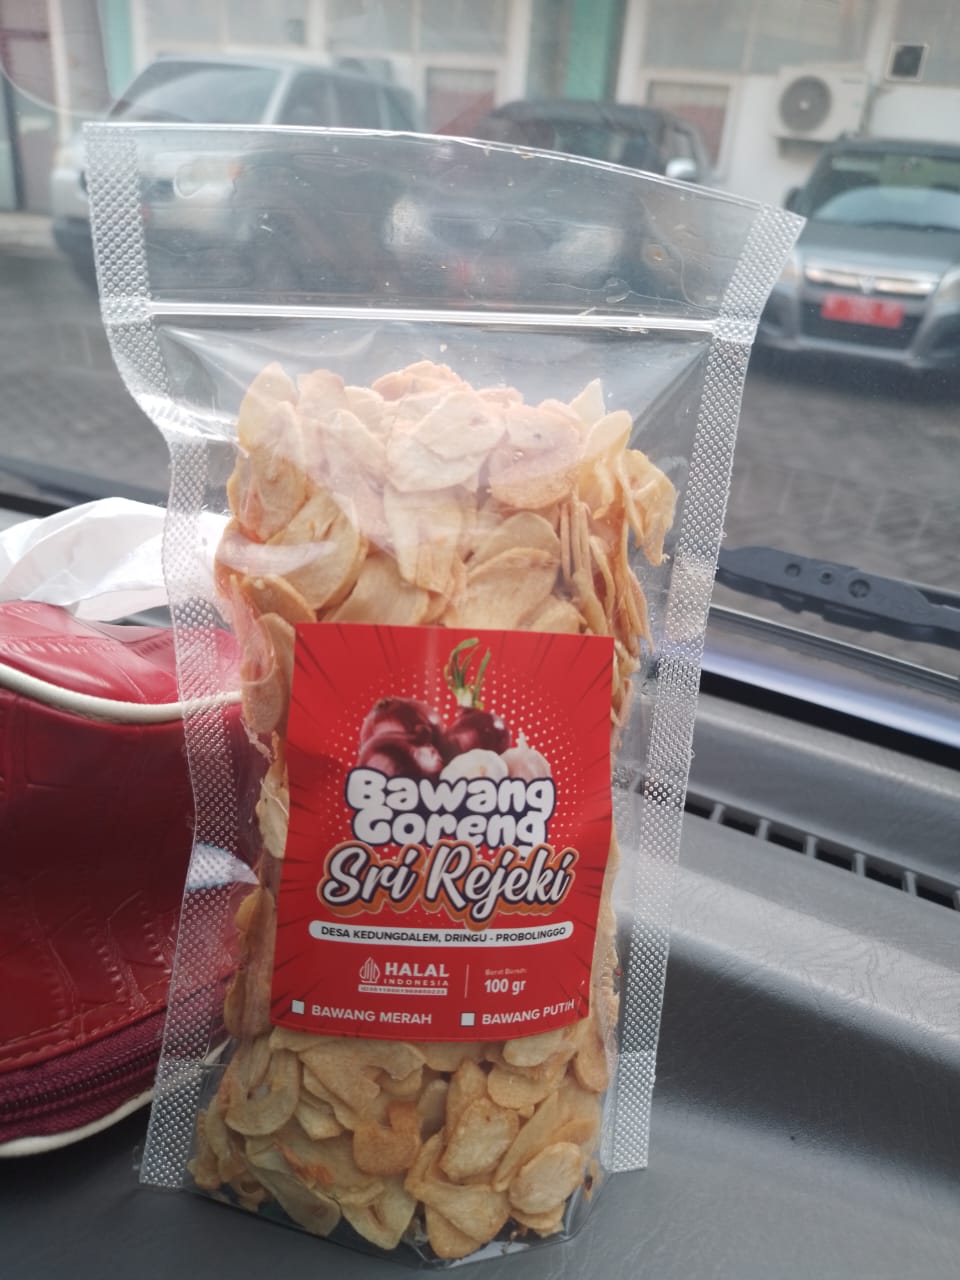 Bawang
Goreng
Sri Rejeki
DESA KEDUNGDALEM, DRINGU - PROBOLINGGO
HALAL
INDONESIA
Berat Bersih:
100 gr
BAWANG MERAH
BAWANG PUTIH